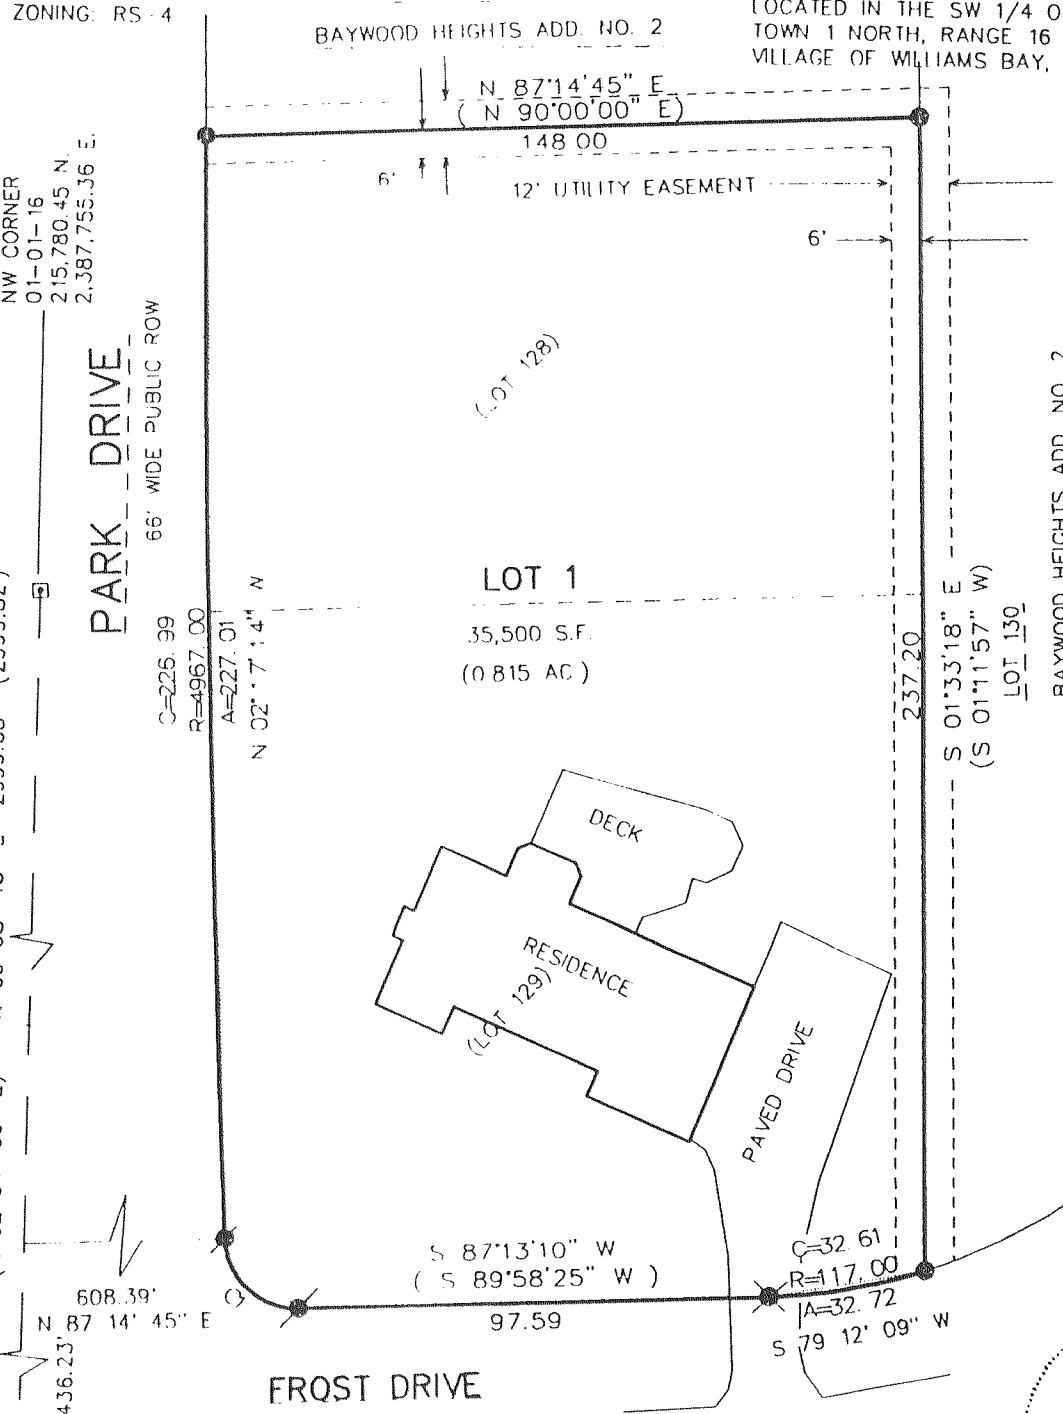 ZONING: RS-4
BAYWOOD HEIGHTS ADD. NO. 2
LOCATED IN THE SW 1/4 O
TOWN 1 NORTH, RANGE 16
VILLAGE OF WILLIAMS BAY,
N 87°14'45" E
( N 90°00'00" E)
148.00
6'
12' UTILITY EASEMENT
6'
NW CORNER
01-01-16
215,780.45 N.
2,387,755.36 E.
PARK DRIVE
66' WIDE PUBLIC ROW
(LOT 128)
LOT 1
35,500 S.F.
(0.815 AC.)
C=226.99
R=4967.00
A=227.01
237.20
S 01°33'18" E
(S 01°11'57" W)
LOT 130
BAYWOOD HEIGHTS ADD. NO. 2
DECK
RESIDENCE
(LOT 129)
PAVED DRIVE
S 87°13'10" W
( S 89°58'25" W )
97.59
C=32.61
R=117.00
A=32.72
S 79 12' 09" W
608.39'
N 87 14' 45" E
436.23'
FROST DRIVE